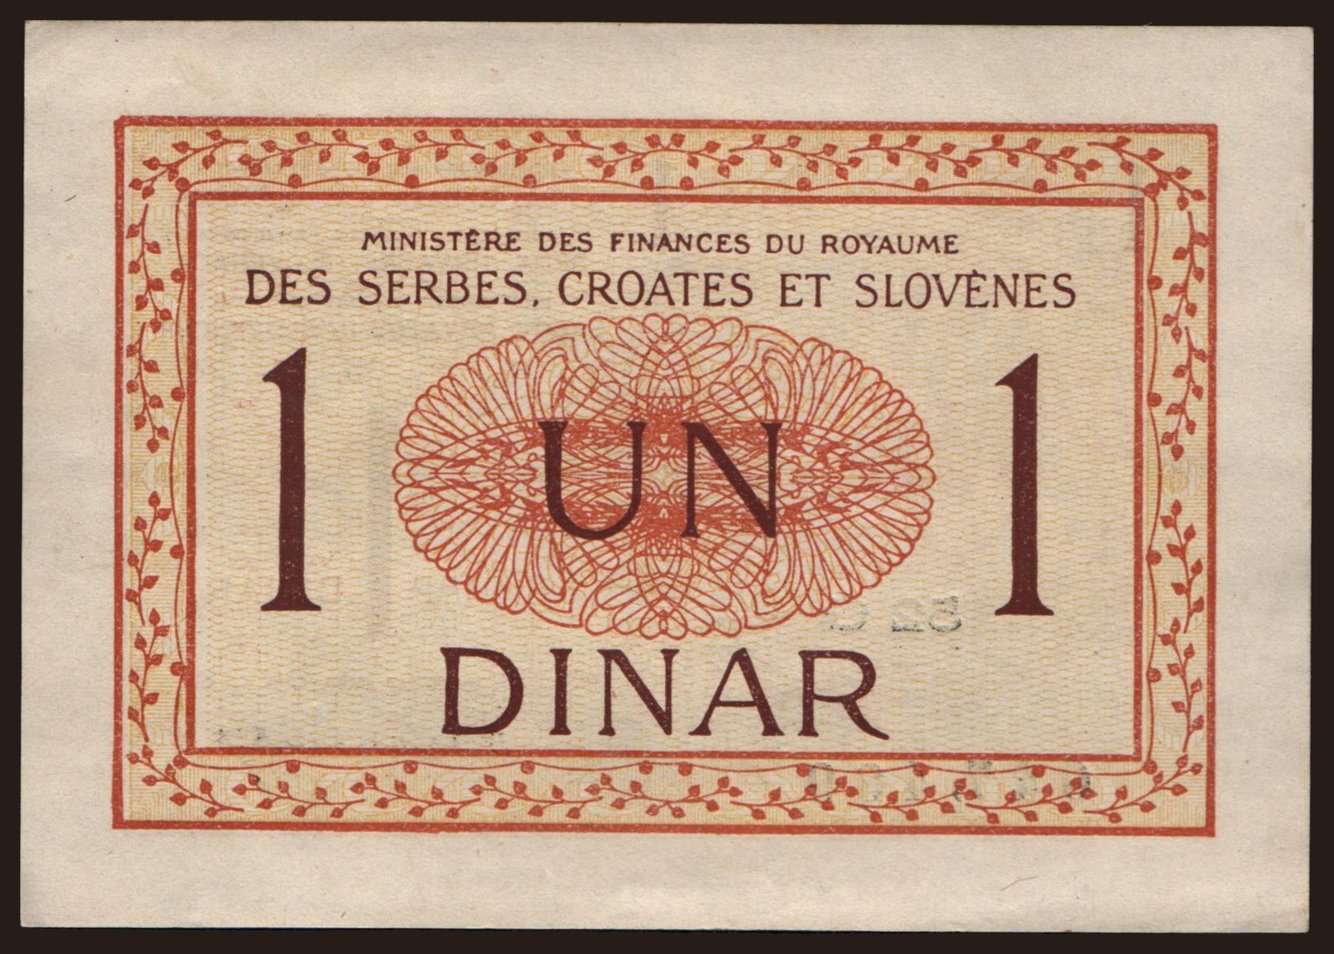 MINISTÈRE DES FINANCES DU ROYAUME
DES SERBES, CROATES ET SLOVÈNES
1 UN 1
DINAR